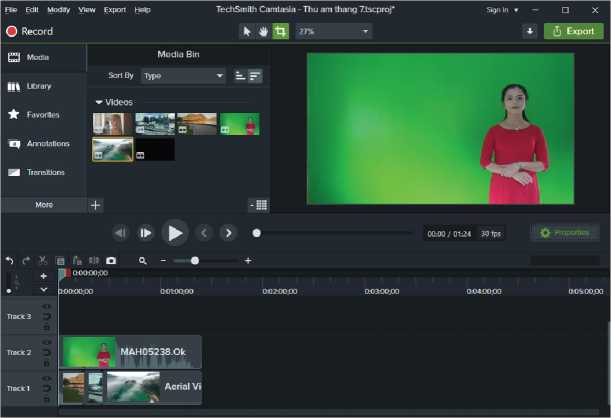 File Edit Modify View Export Help
TechSmith Camtasia - Thu am thang 7.tscproj*
Sign In
Record
27%
Export
Media
Library
Favorites
Annotations
Transitions
More
Media Bin
Sort By Type
Videos
00:00 / 01:24 30 fps
Properties
0:00:00;00
0:00:00;00 0:01:00;00 0:02:00;00 0:03:00;00 0:04:00;00 0:05:00;00
Track 3
Track 2
MAH05238.Ok
Track 1
Aerial Vi